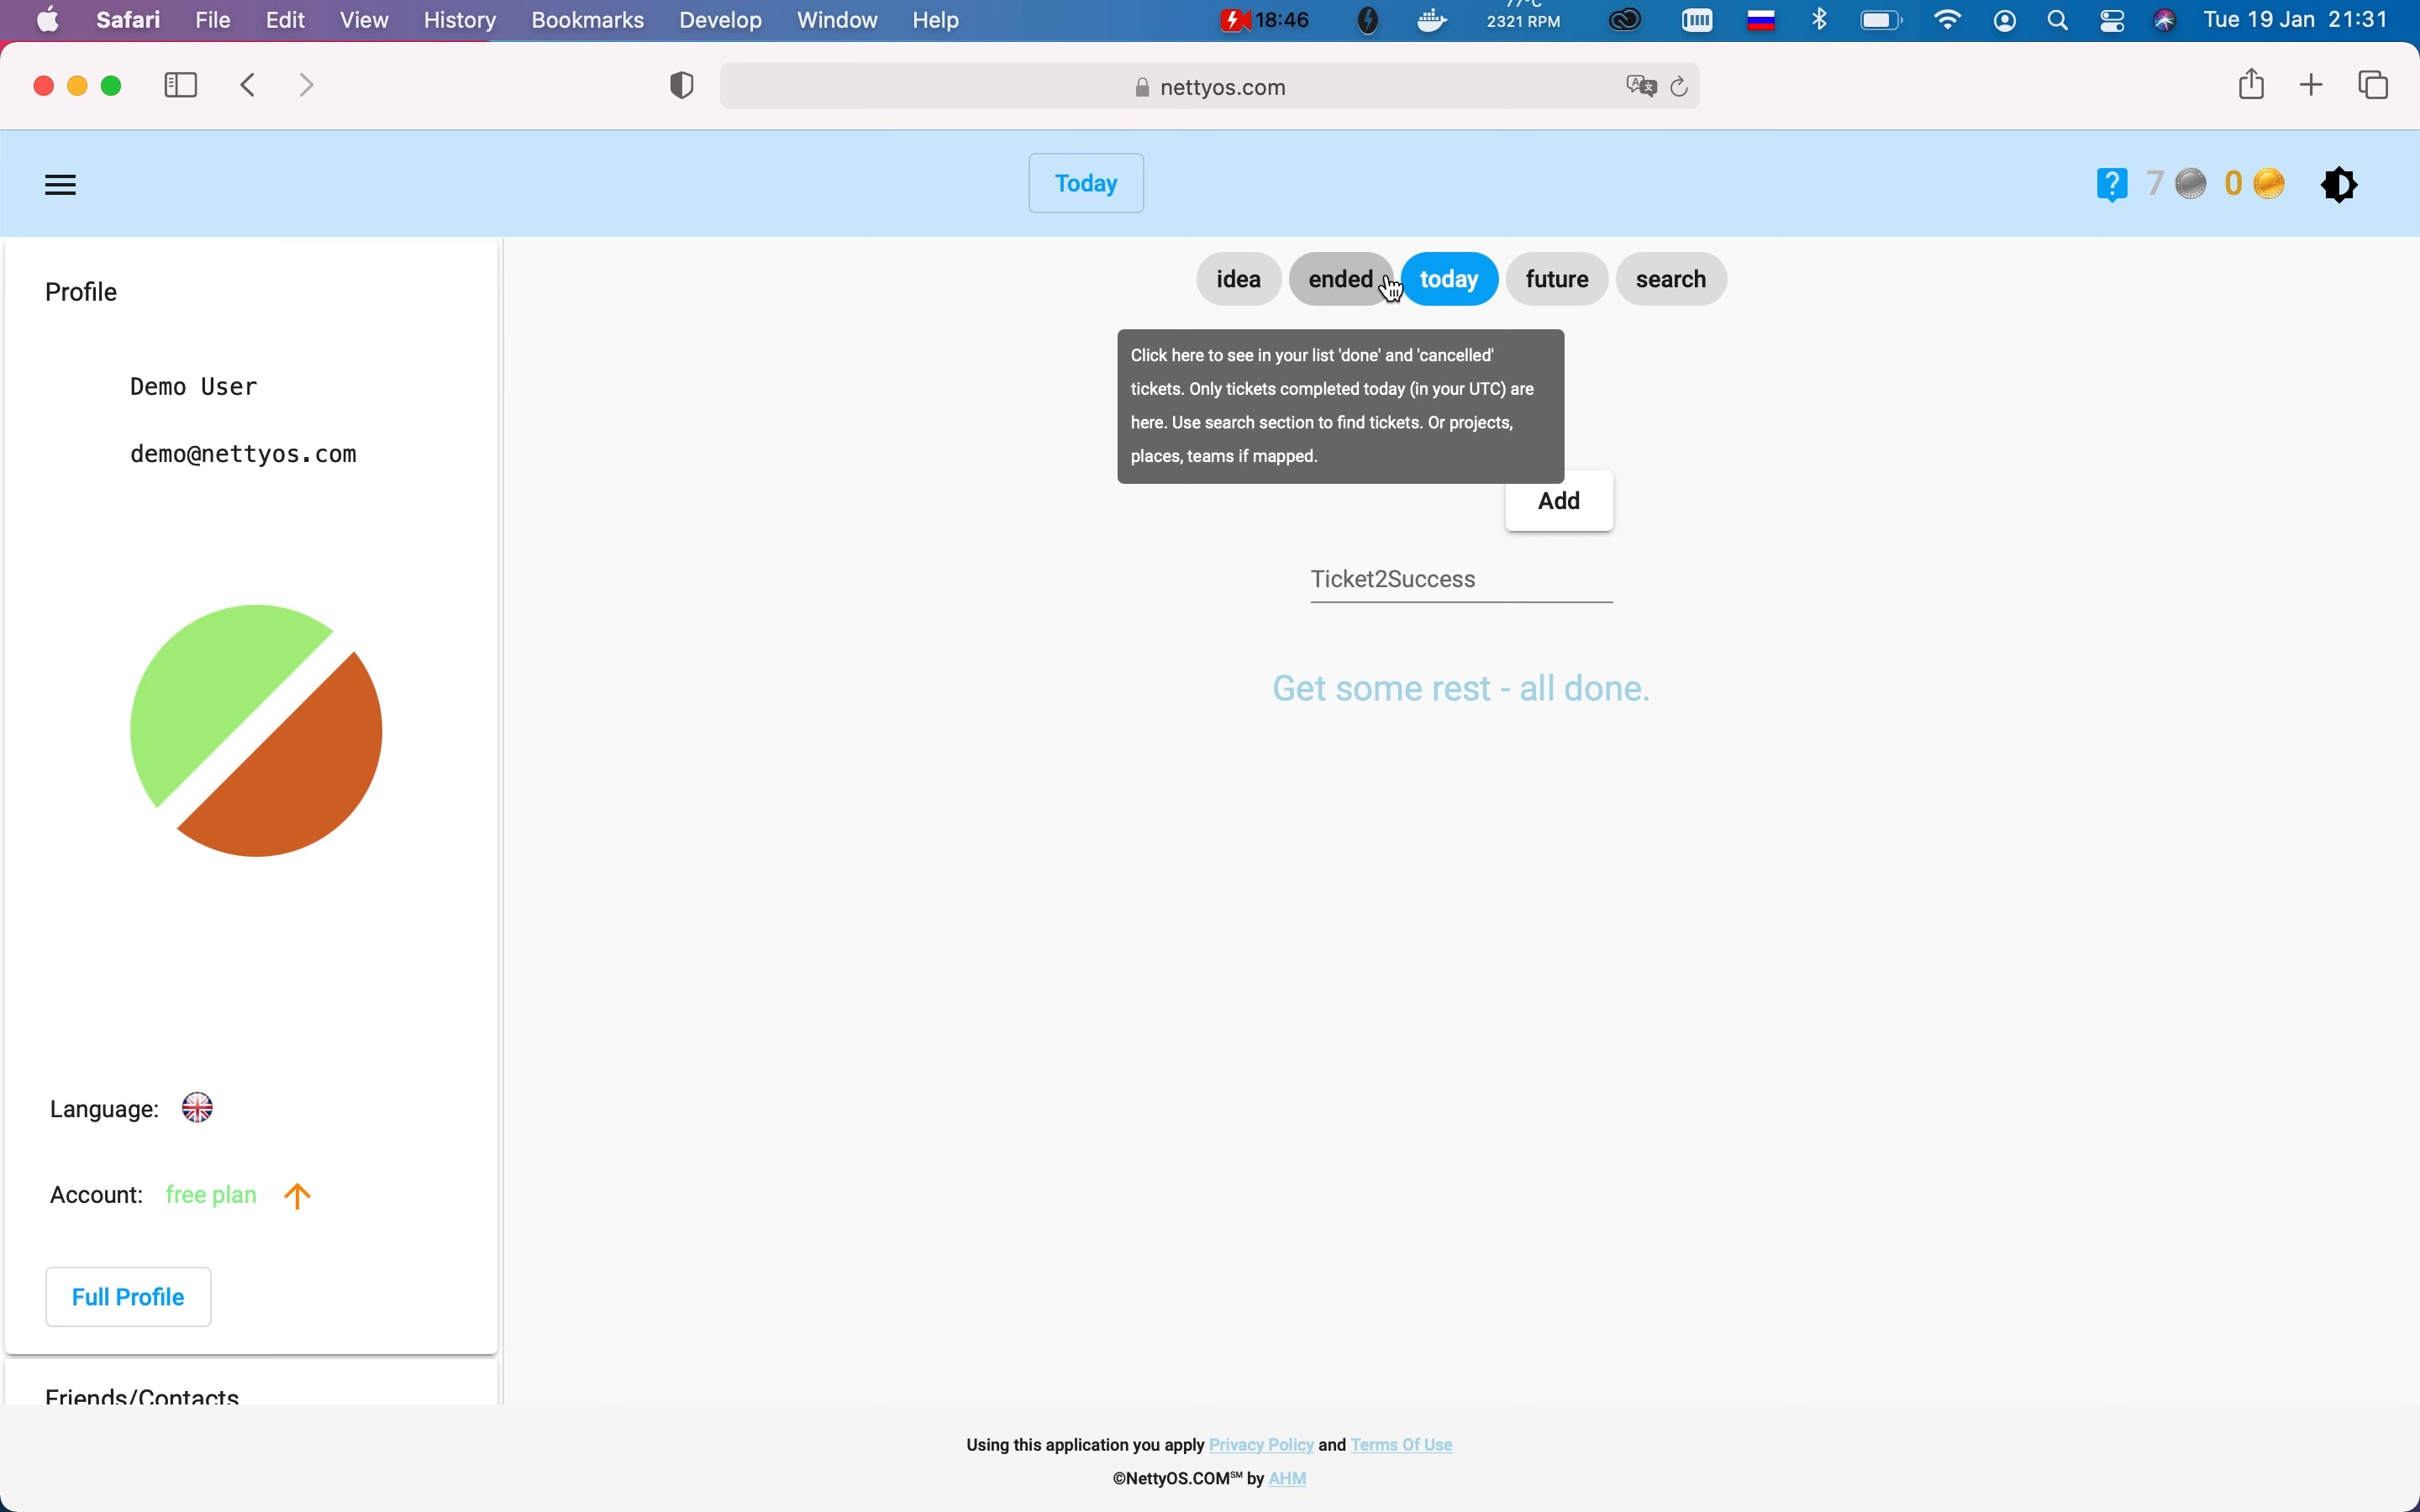 Safari File Edit View History Bookmarks Develop Window Help 18:46 2321 RPM Tue 19 Jan 21:31
nettyos.com
Today
7 0
Profile
idea ended today future search
Click here to see in your list 'done' and 'cancelled'
tickets. Only tickets completed today (in your UTC) are
here. Use search section to find tickets. Or projects,
places, teams if mapped.
Demo User
demo@nettyos.com
Add
Ticket2Success
Get some rest - all done.
Language:
Account: free plan
Full Profile
Friends/Contacts
Using this application you apply Privacy Policy and Terms Of Use
©NettyOS.COM℠ by AHM